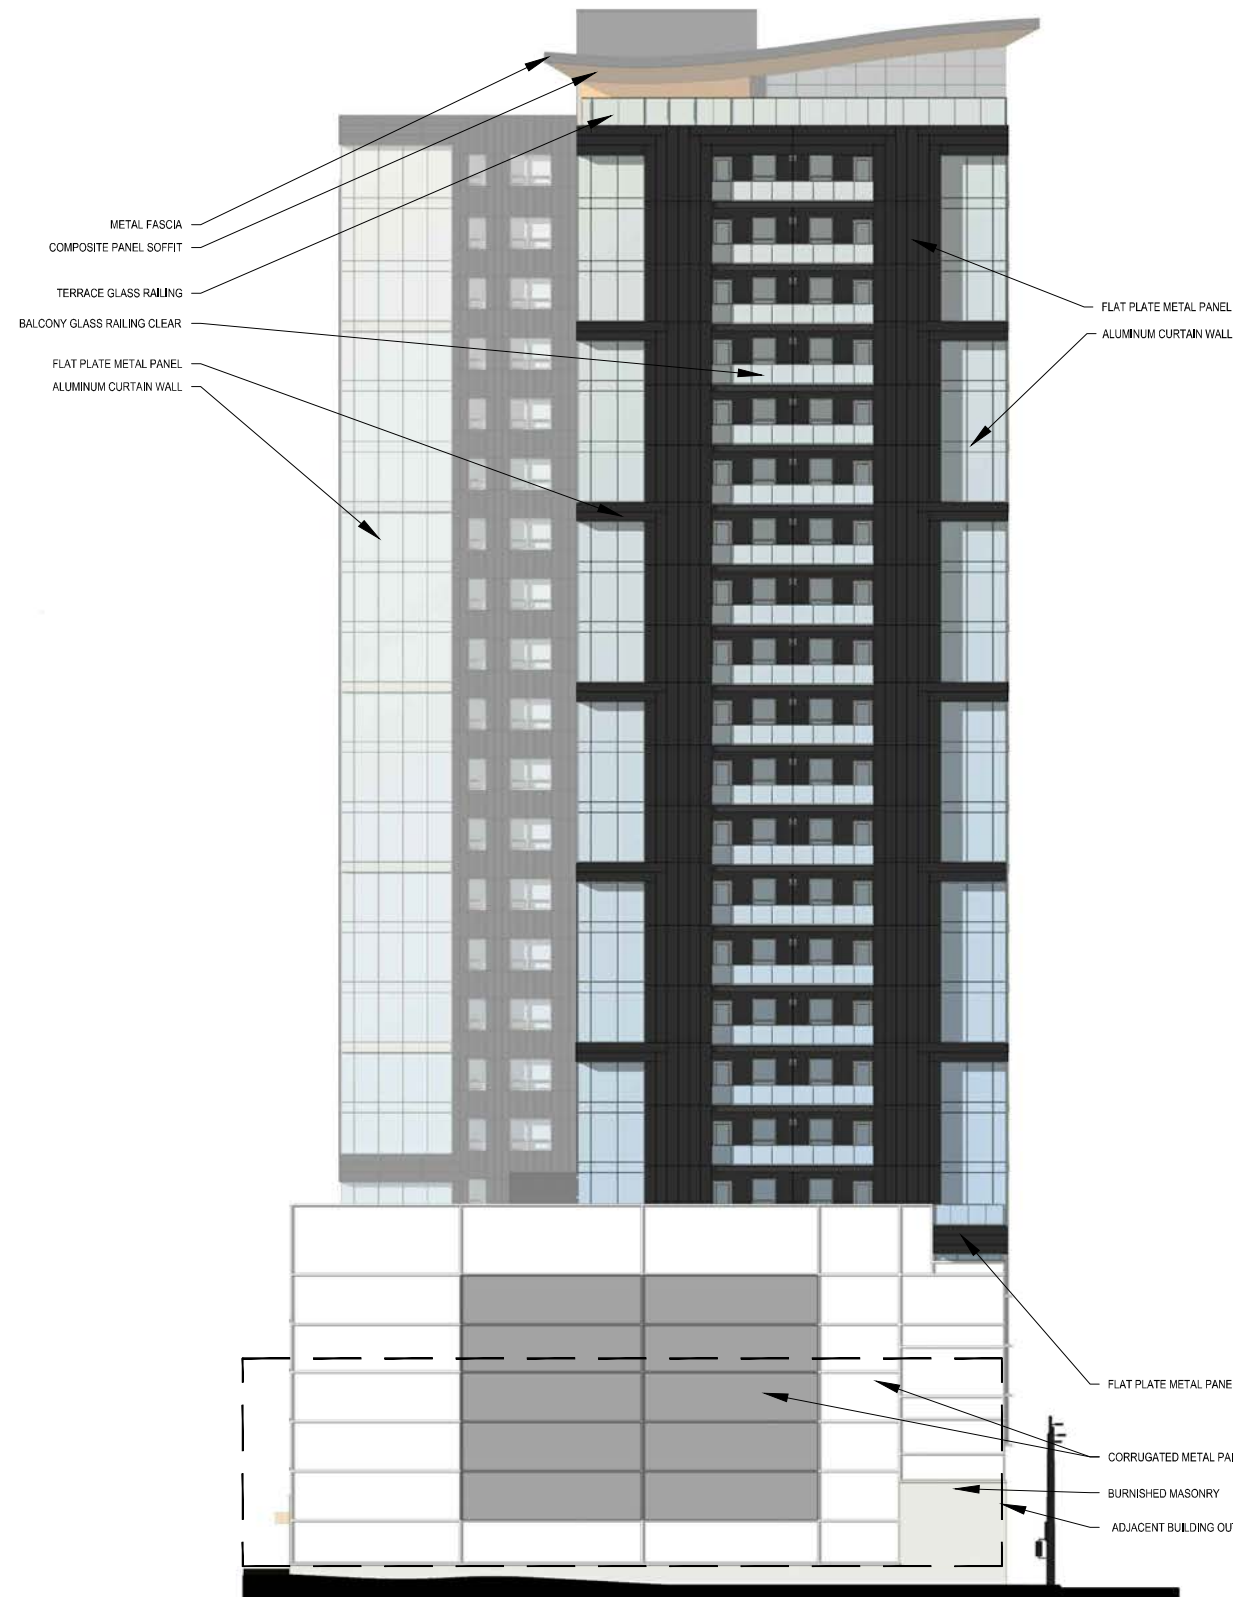 METAL FASCIA
COMPOSITE PANEL SOFFIT
TERRACE GLASS RAILING
BALCONY GLASS RAILING CLEAR
FLAT PLATE METAL PANEL
ALUMINUM CURTAIN WALL
FLAT PLATE METAL PANEL
ALUMINUM CURTAIN WALL
FLAT PLATE METAL PANE
CORRUGATED METAL PA
BURNISHED MASONRY
ADJACENT BUILDING OU